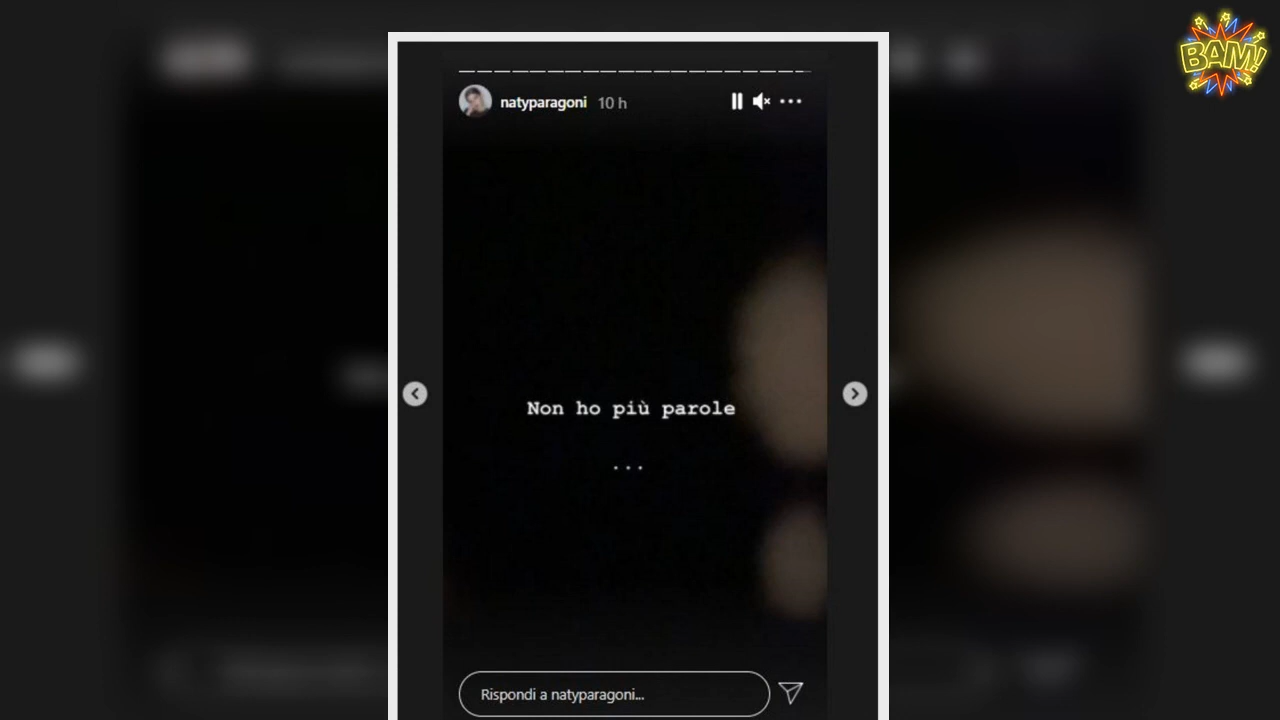 BAM!
natyparagoni 10 h
Non ho più parole
...
Rispondi a natyparagoni...